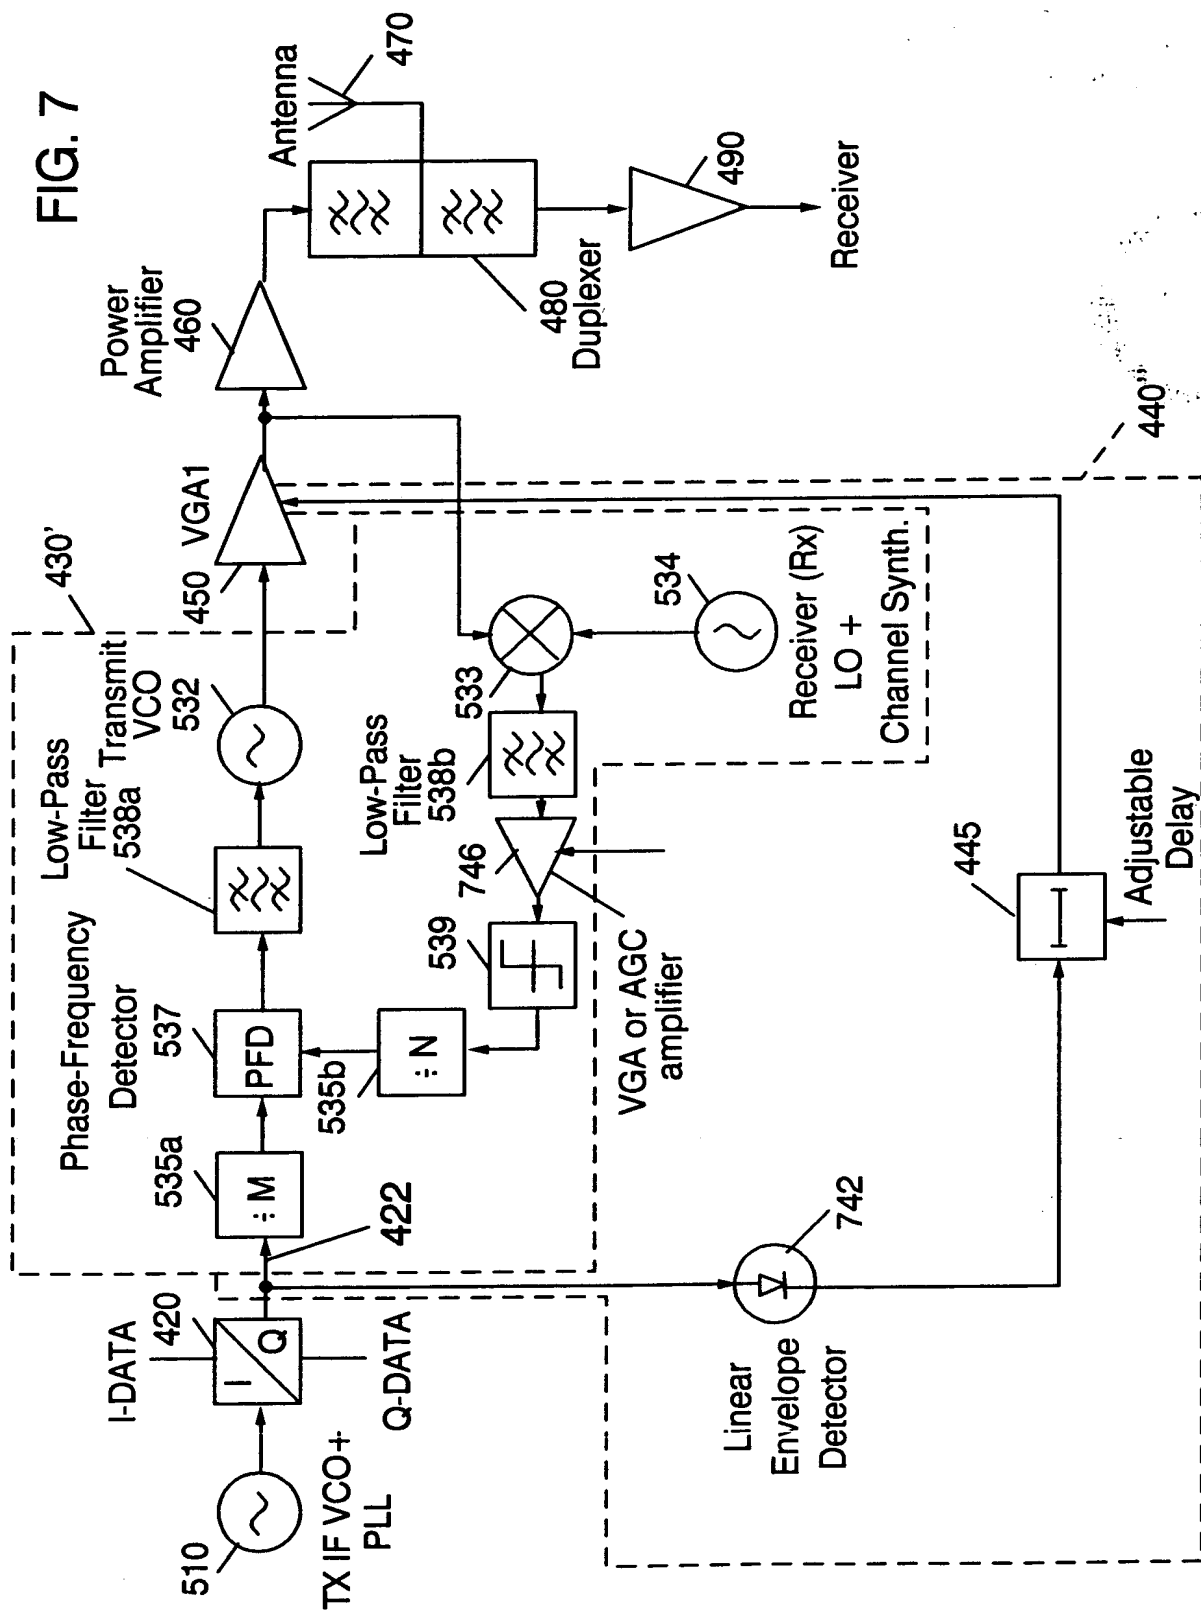 FIG. 7
Antenna
470
Power
Amplifier
460
480
Duplexer
490
Receiver
430'
450
VGA1
440''
Transmit
VCO
532
Low-Pass
Filter
538a
Phase-Frequency
Detector
537
PFD
535a
÷M
422
I-DATA
420
I
Q
Q-DATA
510
TX IF VCO+
PLL
533
534
Receiver (Rx)
LO +
Channel Synth.
Low-Pass
Filter
538b
746
539
535b
÷N
VGA or AGC
amplifier
445
Adjustable
Delay
742
Linear
Envelope
Detector